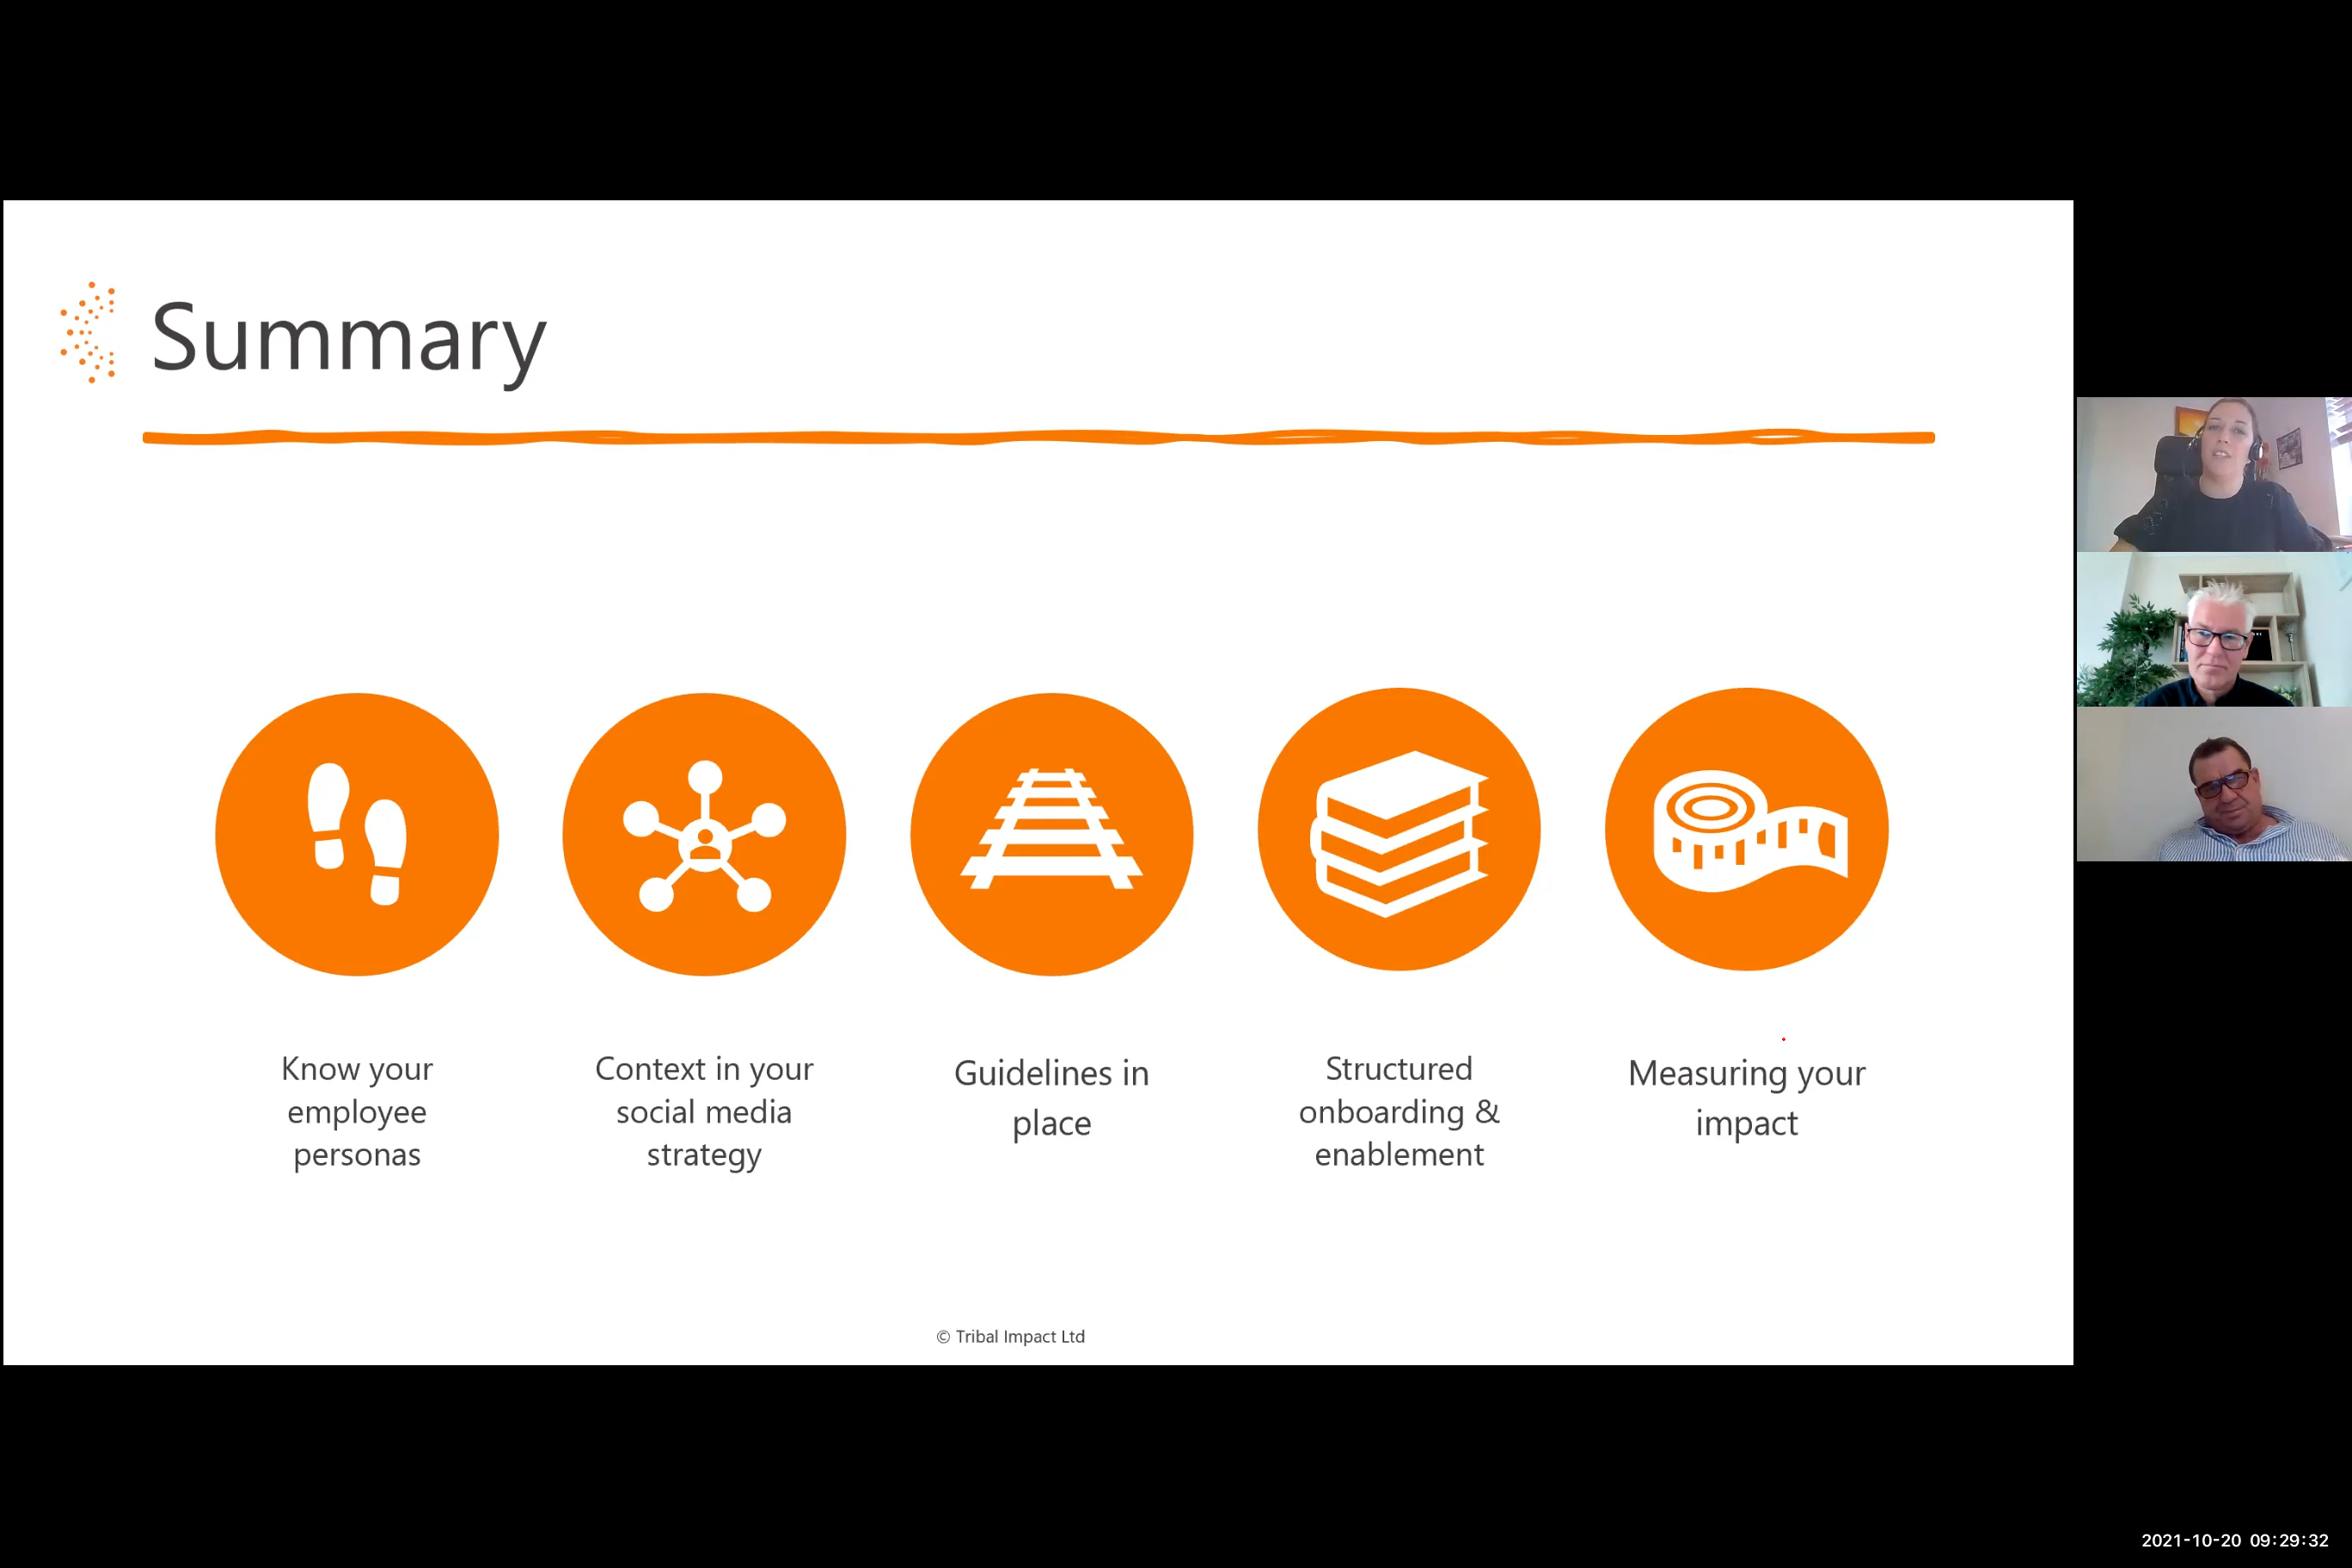 Summary
Know your
employee
personas
Context in your
social media
strategy
Guidelines in
place
Structured
onboarding &
enablement
Measuring your
impact
© Tribal Impact Ltd
2021-10-20 09:29:32